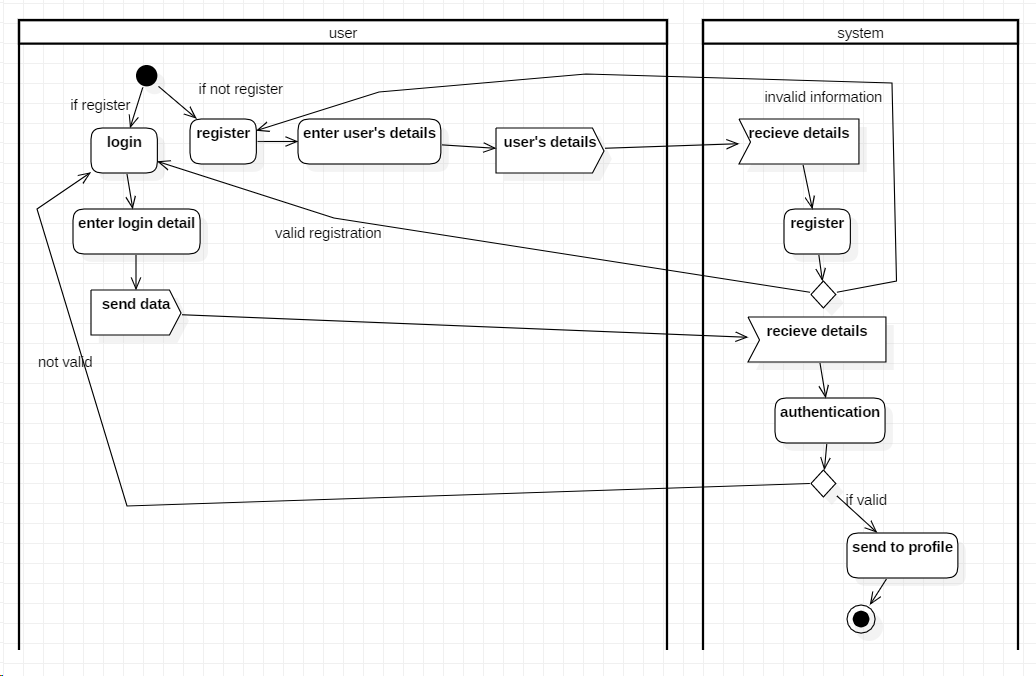 user
system
if register
if not register
invalid information
login
register
enter user's details
user's details
recieve details
enter login detail
valid registration
register
send data
recieve details
not valid
authentication
if valid
send to profile